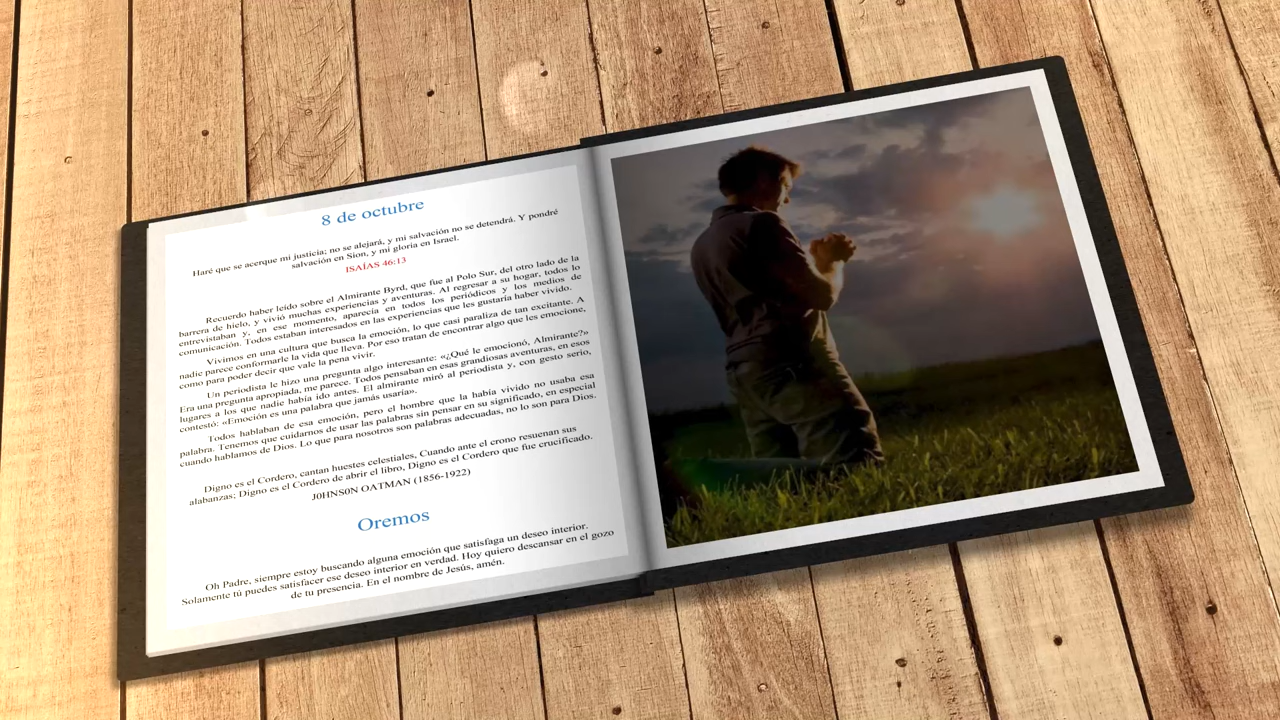 8 de octubre
Haré que se acerque mi justicia; no se alejará, y mi salvación no se detendrá. Y pondré
salvación en Sion, y mi gloria en Israel.
ISAÍAS 46:13
Recuerdo haber leído sobre el Almirante Byrd, que fue al Polo Sur, del otro lado de la
barrera de hielo, y vivió muchas experiencias y aventuras. Al regresar a su hogar, todos lo
entrevistaban y, en ese momento, aparecía en todos los periódicos y los medios de
comunicación. Todos estaban interesados en las experiencias que les gustaría haber vivido.
Vivimos en una cultura que busca la emoción, lo que casi paraliza de tan excitante. A
nadie parece conformarle la vida que lleva. Por eso tratan de encontrar algo que les emocione,
como para poder decir que vale la pena vivir.
Un periodista le hizo una pregunta algo interesante: «¿Qué le emocionó, Almirante?»
Era una pregunta apropiada, me parece. Todos pensaban en esas grandiosas aventuras, en esos
lugares a los que nadie había ido antes. El almirante miró al periodista y, con gesto serio,
contestó: «Emoción es una palabra que jamás usaría».
Todos hablaban de esa emoción, pero el hombre que la había vivido no usaba esa
palabra. Tenemos que cuidarnos de usar las palabras sin pensar en su significado, en especial
cuando hablamos de Dios. Lo que para nosotros son palabras adecuadas, no lo son para Dios.
Digno es el Cordero, cantan huestes celestiales, Cuando ante el crono resuenan sus
alabanzas; Digno es el Cordero de abrir el libro, Digno es el Cordero que fue crucificado.
J0HNS0N OATMAN (1856-1922)
Oremos
Oh Padre, siempre estoy buscando alguna emoción que satisfaga un deseo interior.
Solamente tú puedes satisfacer ese deseo interior en verdad. Hoy quiero descansar en el gozo
de tu presencia. En el nombre de Jesús, amén.